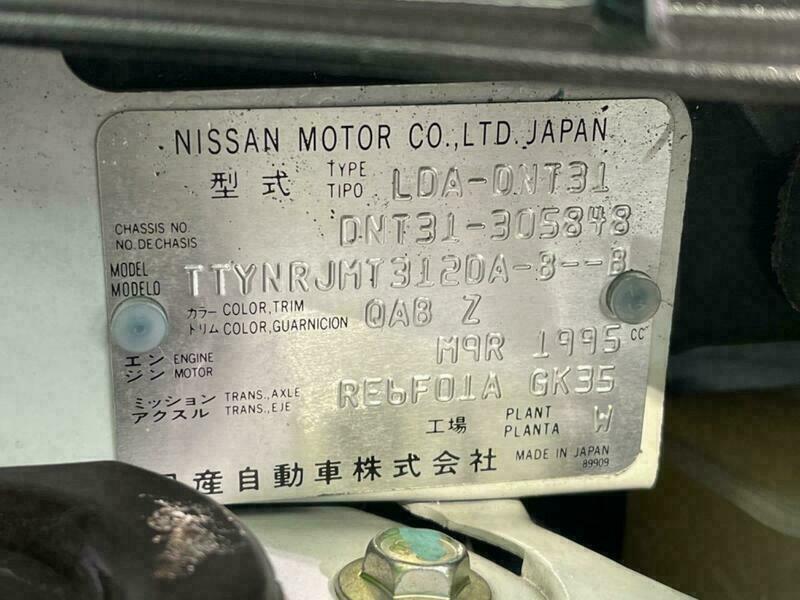 NISSAN MOTOR CO.,LTD. JAPAN
型式 TYPE TIPO LDA-DNT31
CHASSIS NO. NO. DE CHASIS DNT31-305848
MODEL MODELO TTYNRJMT3120A-B--B
カラー COLOR, TRIM トリム COLOR, GUARNICION QAB Z
エンジン ENGINE MOTOR M9R 1995 CC
ミッション アクスル TRANS., AXLE TRANS., EJE RE6F01A GK35
工場 PLANT PLANTA W
産自動車株式会社 MADE IN JAPAN
89909